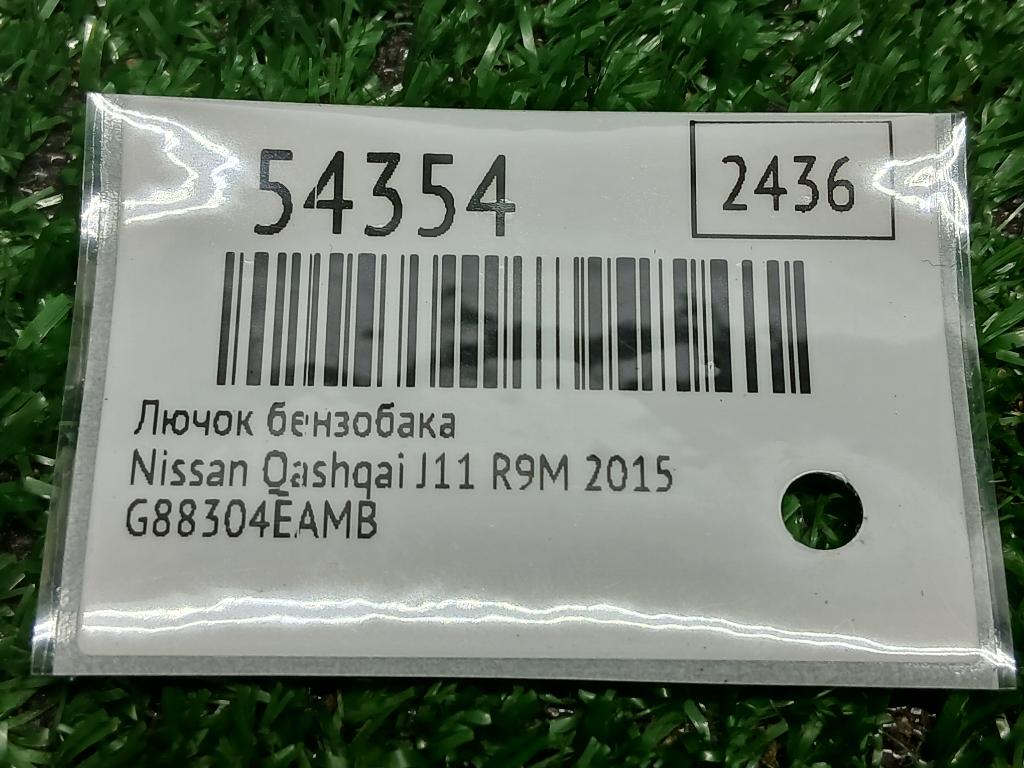 54354
2436
Лючок бензобака
Nissan Qashqai J11 R9M 2015
G88304EAMB